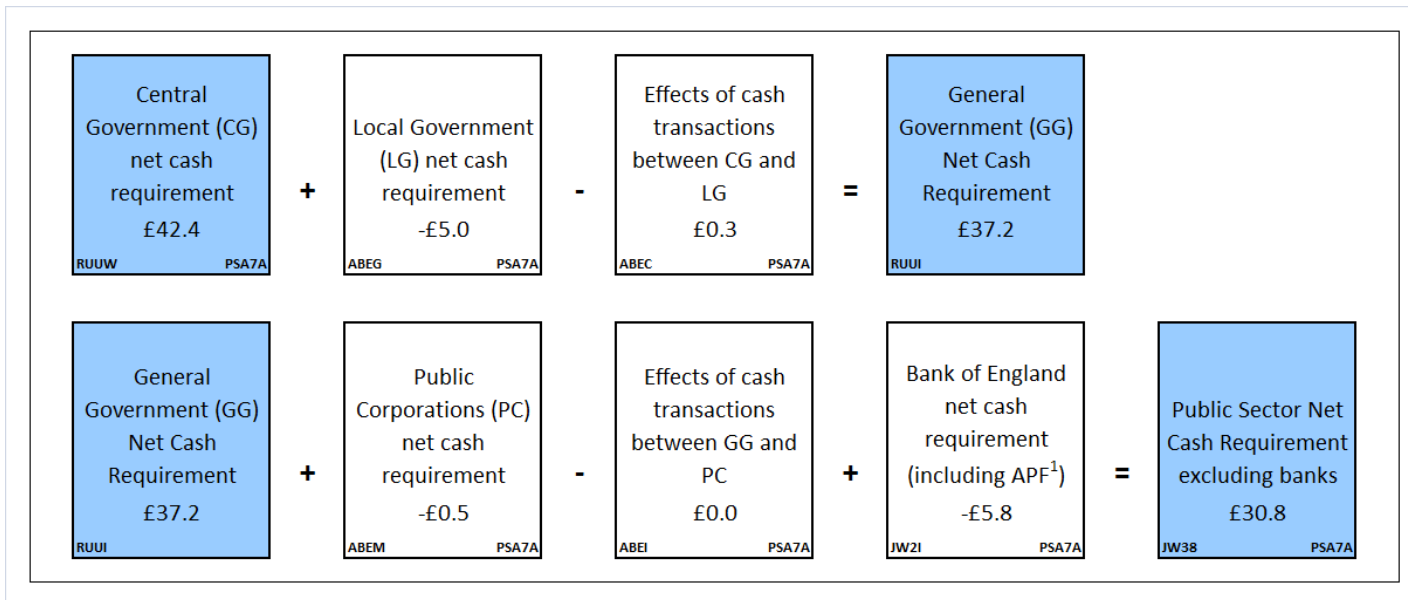 Central
Government (CG)
net cash
requirement
£42.4
RUUW PSA7A
+
Local Government
(LG) net cash
requirement
-£5.0
ABEG PSA7A
-
Effects of cash
transactions
between CG and
LG
£0.3
ABEC PSA7A
=
General
Government (GG)
Net Cash
Requirement
£37.2
RUUI
General
Government (GG)
Net Cash
Requirement
£37.2
RUUI
+
Public
Corporations (PC)
net cash
requirement
-£0.5
ABEM PSA7A
-
Effects of cash
transactions
between GG and
PC
£0.0
ABEI PSA7A
+
Bank of England
net cash
requirement
(including APF¹)
-£5.8
JW2I PSA7A
=
Public Sector Net
Cash Requirement
excluding banks
£30.8
JW38 PSA7A